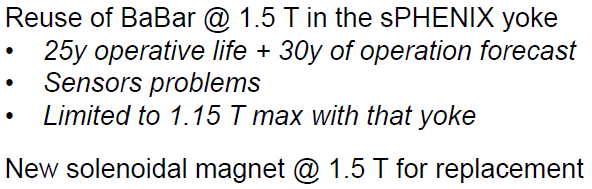 Reuse of BaBar @ 1.5 T in the sPHENIX yoke
• 25y operative life + 30y of operation forecast
• Sensors problems
• Limited to 1.15 T max with that yoke
New solenoidal magnet @ 1.5 T for replacement